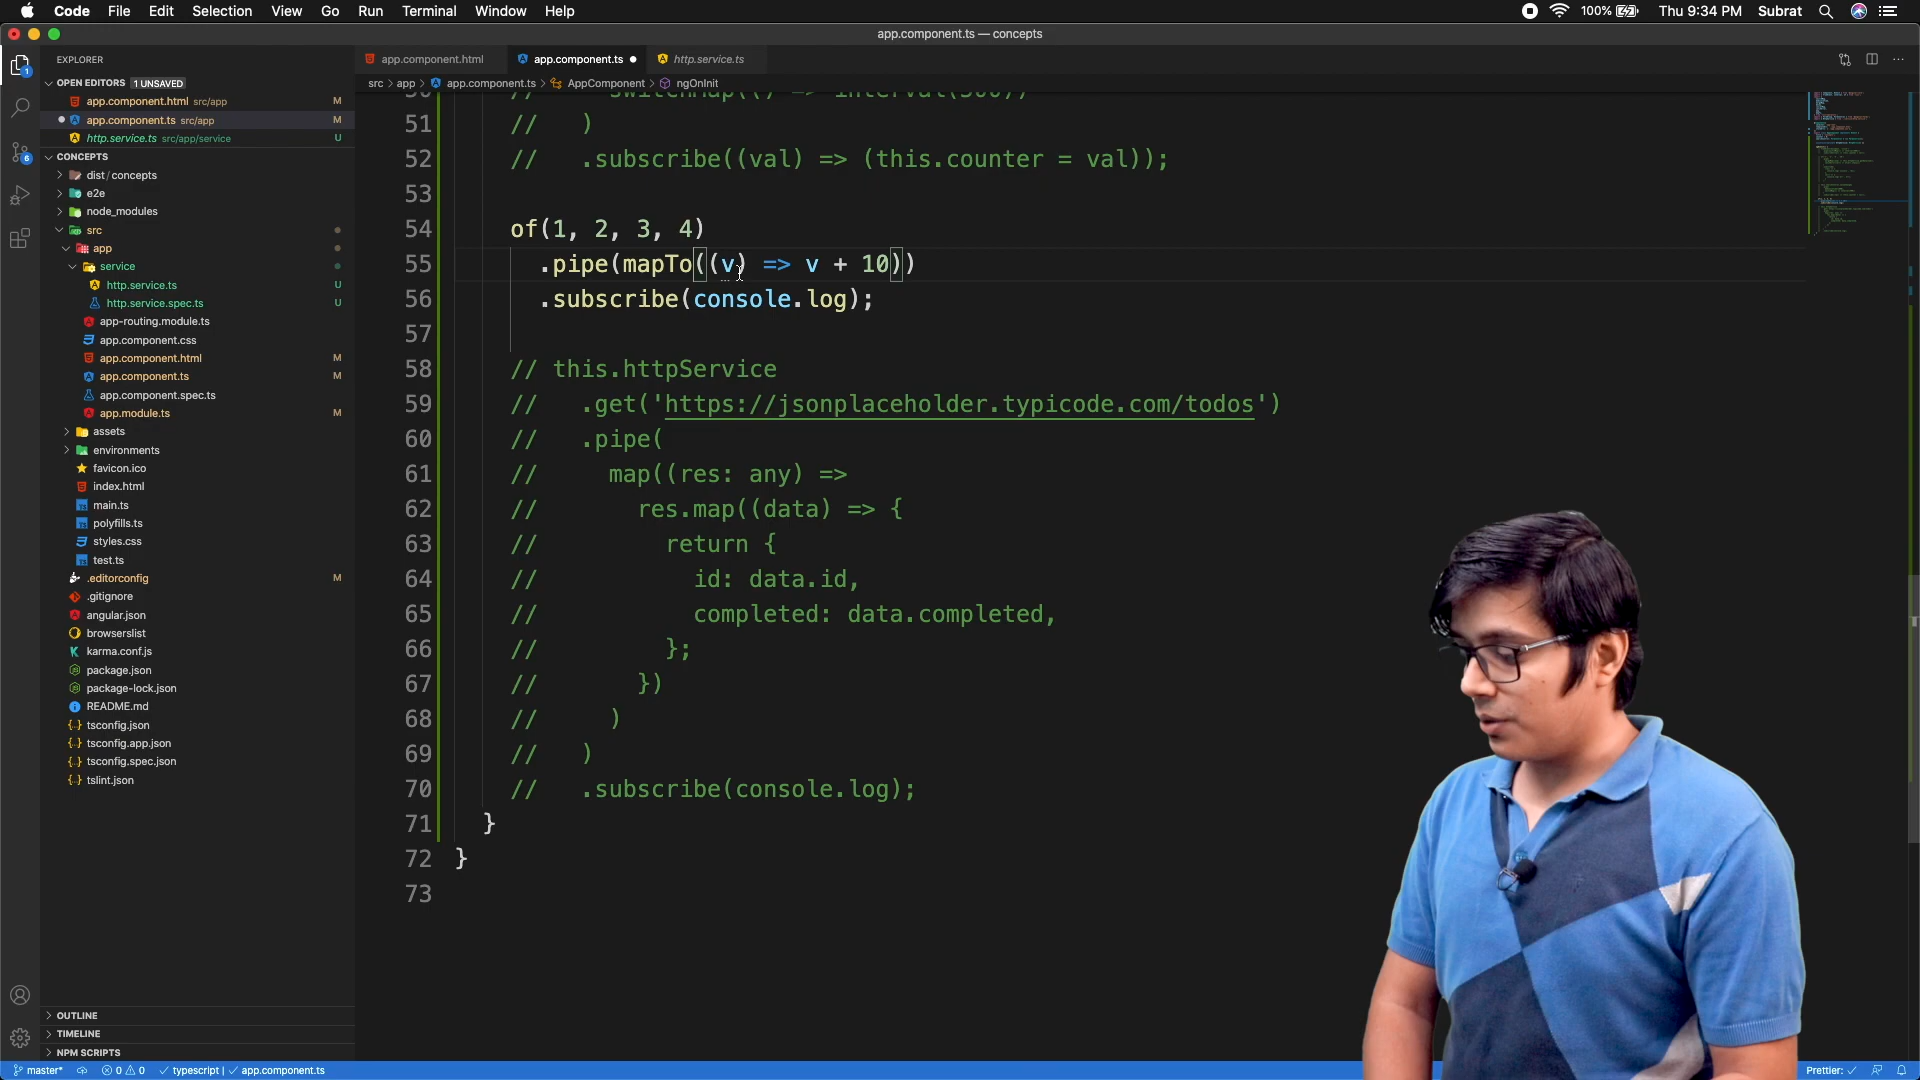 Code File Edit Selection View Go Run Terminal Window Help 100% Thu 9:34 PM Subrat
app.component.ts — concepts
EXPLORER
OPEN EDITORS 1 UNSAVED
app.component.html src/app M
app.component.ts src/app M
http.service.ts src/app/service U
CONCEPTS
dist/concepts
e2e
node_modules
src
app
service
http.service.ts U
http.service.spec.ts U
app-routing.module.ts
app.component.css
app.component.html M
app.component.ts M
app.component.spec.ts
app.module.ts M
assets
environments
favicon.ico
index.html
main.ts
polyfills.ts
styles.css
test.ts
.editorconfig M
.gitignore
angular.json
browserslist
karma.conf.js
package.json
package-lock.json
README.md
tsconfig.json
tsconfig.app.json
tsconfig.spec.json
tslint.json
OUTLINE
TIMELINE
NPM SCRIPTS
app.component.html app.component.ts http.service.ts
src > app > app.component.ts > AppComponent > ngOnInit
50 // switchMap(() => interval(500))
51 // )
52 // .subscribe((val) => (this.counter = val));
53
54 of(1, 2, 3, 4)
55 .pipe(mapTo((v) => v + 10))
56 .subscribe(console.log);
57
58 // this.httpService
59 // .get('https://jsonplaceholder.typicode.com/todos')
60 // .pipe(
61 // map((res: any) =>
62 // res.map((data) => {
63 // return {
64 // id: data.id,
65 // completed: data.completed,
66 // };
67 // })
68 // )
69 // )
70 // .subscribe(console.log);
71 }
72 }
73
master* 0 0 typescript | app.component.ts Prettier: